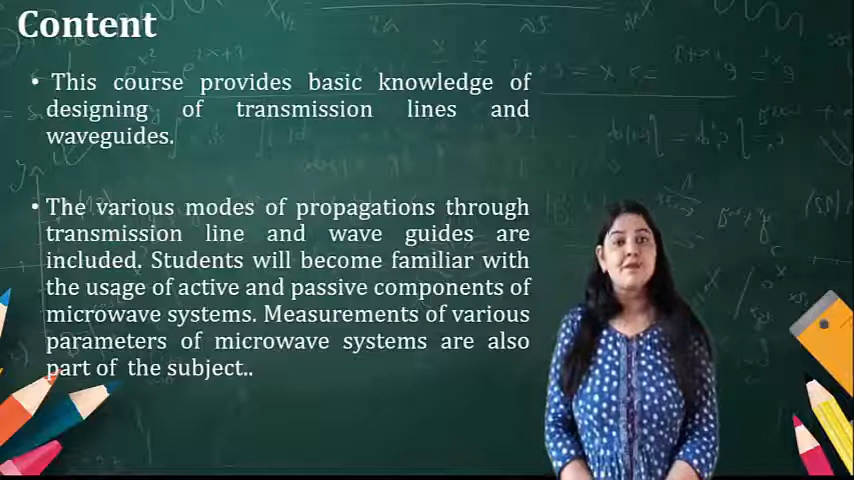 Content
• This course provides basic knowledge of
designing of transmission lines and
waveguides.
• The various modes of propagations through
transmission line and wave guides are
included. Students will become familiar with
the usage of active and passive components of
microwave systems. Measurements of various
parameters of microwave systems are also
part of the subject..